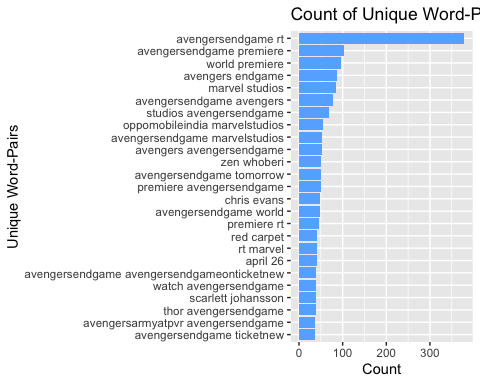 Count of Unique Word-P
avengersendgame rt
avengersendgame premiere
world premiere
avengers endgame
marvel studios
avengersendgame avengers
studios avengersendgame
oppomobileindia marvelstudios
avengersendgame marvelstudios
avengers avengersendgame
zen whoberi
avengersendgame tomorrow
premiere avengersendgame
chris evans
avengersendgame world
premiere rt
red carpet
rt marvel
april 26
avengersendgame avengersendgameonticketnew
watch avengersendgame
scarlett johansson
thor avengersendgame
avengersarmyatpvr avengersendgame
avengersendgame ticketnew
Unique Word-Pairs
0 100 200 300
Count